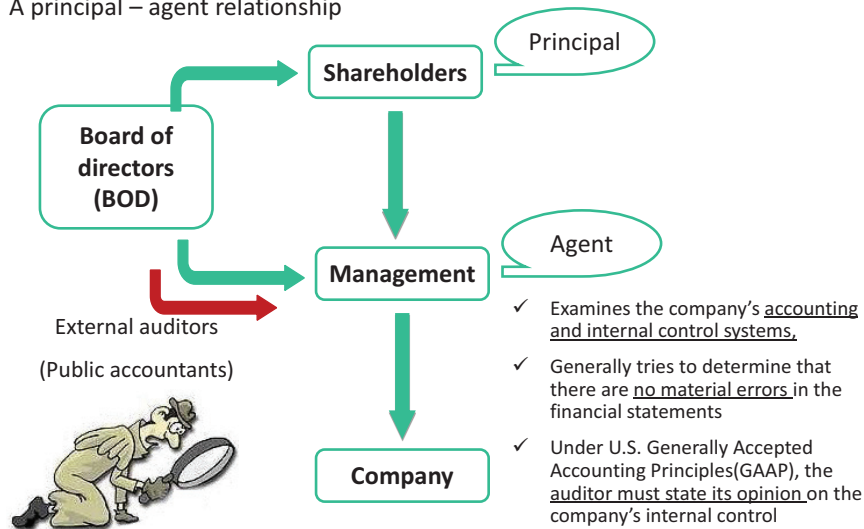 A principal – agent relationship
Principal
Shareholders
Board of
directors
(BOD)
Agent
Management
External auditors
(Public accountants)
✓ Examines the company's accounting
and internal control systems,
✓ Generally tries to determine that
there are no material errors in the
financial statements
✓ Under U.S. Generally Accepted
Accounting Principles(GAAP), the
auditor must state its opinion on the
company's internal control
Company